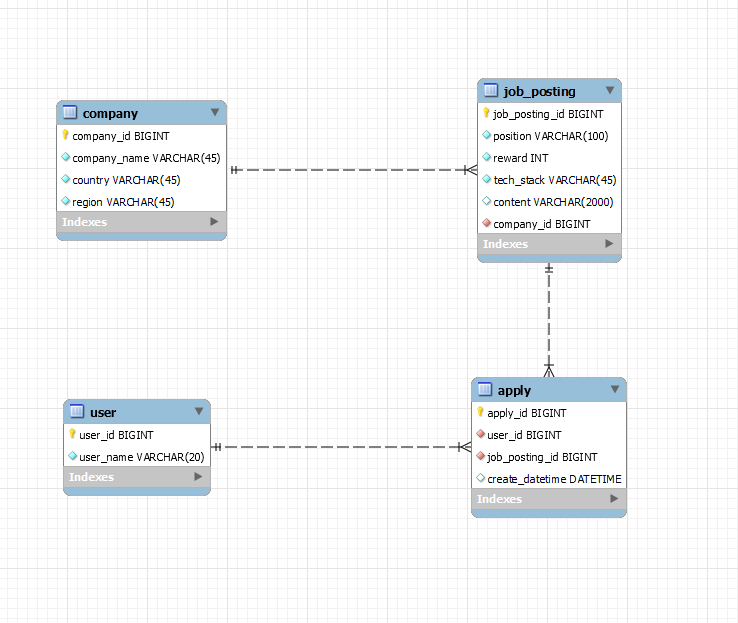 company
company_id BIGINT
company_name VARCHAR(45)
country VARCHAR(45)
region VARCHAR(45)
Indexes
job_posting
job_posting_id BIGINT
position VARCHAR(100)
reward INT
tech_stack VARCHAR(45)
content VARCHAR(2000)
company_id BIGINT
Indexes
user
user_id BIGINT
user_name VARCHAR(20)
Indexes
apply
apply_id BIGINT
user_id BIGINT
job_posting_id BIGINT
create_datetime DATETIME
Indexes